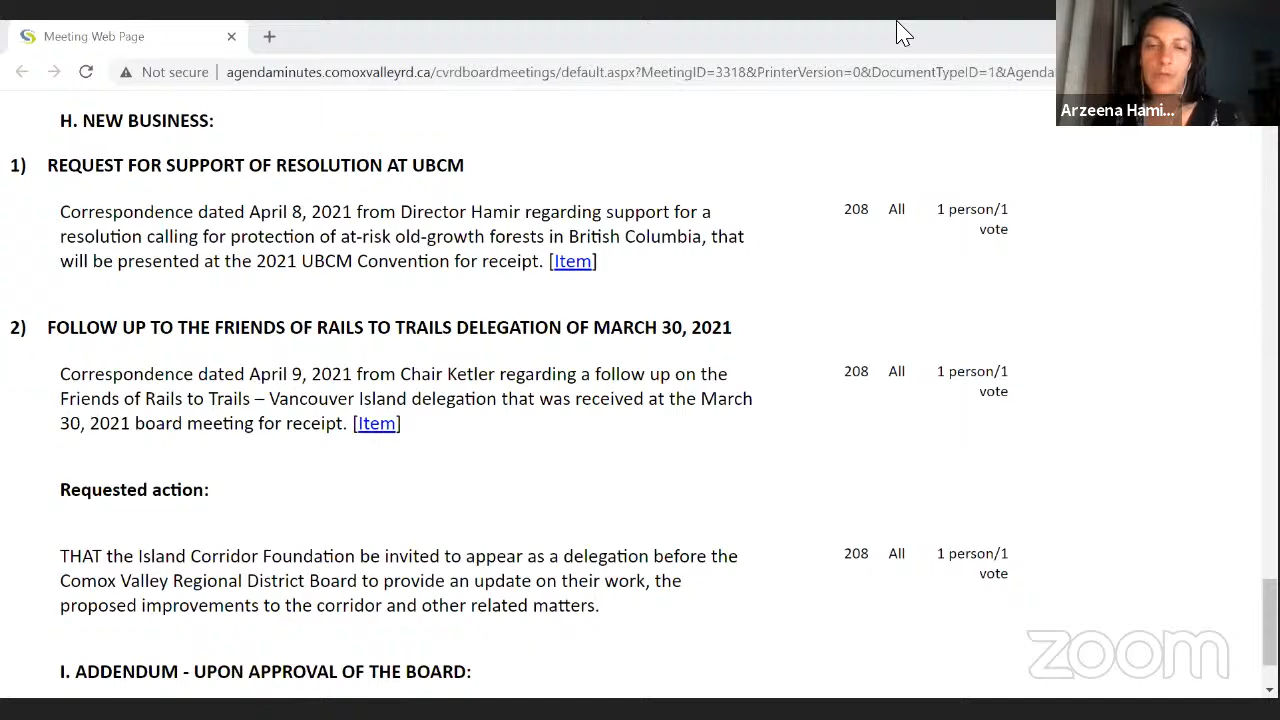 Meeting Web Page
Not secure
agendaminutes.comoxvalleyrd.ca/cvrdboardmeetings/default.aspx?MeetingID=3318&PrinterVersion=0&DocumentTypeID=1&Agenda
Arzeena Hami...
H. NEW BUSINESS:
1) REQUEST FOR SUPPORT OF RESOLUTION AT UBCM
Correspondence dated April 8, 2021 from Director Hamir regarding support for a
resolution calling for protection of at-risk old-growth forests in British Columbia, that
will be presented at the 2021 UBCM Convention for receipt. [Item]
208 All 1 person/1
vote
2) FOLLOW UP TO THE FRIENDS OF RAILS TO TRAILS DELEGATION OF MARCH 30, 2021
Correspondence dated April 9, 2021 from Chair Ketler regarding a follow up on the
Friends of Rails to Trails – Vancouver Island delegation that was received at the March
30, 2021 board meeting for receipt. [Item]
208 All 1 person/1
vote
Requested action:
THAT the Island Corridor Foundation be invited to appear as a delegation before the
Comox Valley Regional District Board to provide an update on their work, the
proposed improvements to the corridor and other related matters.
208 All 1 person/1
vote
I. ADDENDUM - UPON APPROVAL OF THE BOARD:
zoom